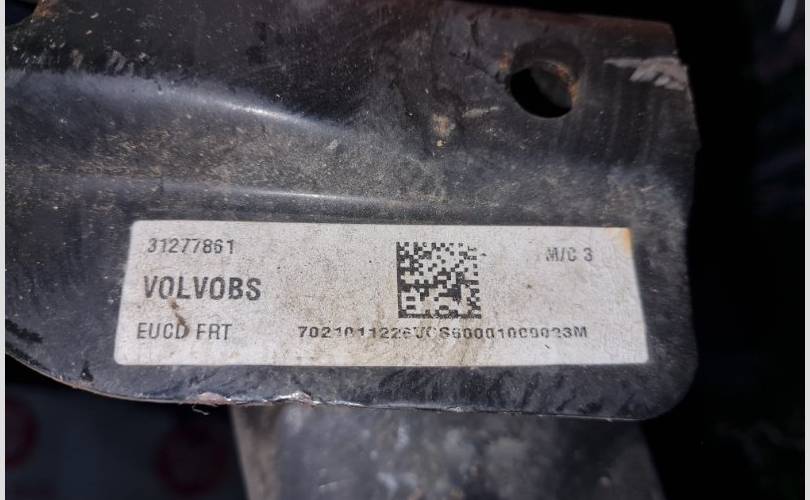 31277861
M/C 3
VOLVOBS
EUCD FRT